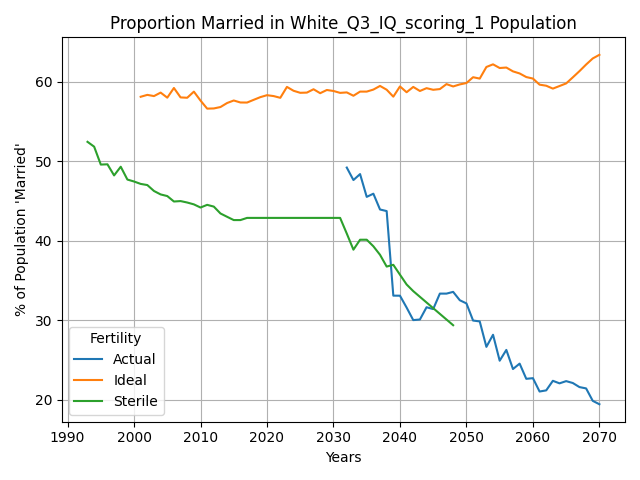 Proportion Married in White_Q3_IQ_scoring_1 Population
% of Population 'Married'
60
50
40
30
20
Fertility
Actual
Ideal
Sterile
1990 2000 2010 2020 2030 2040 2050 2060 2070
Years